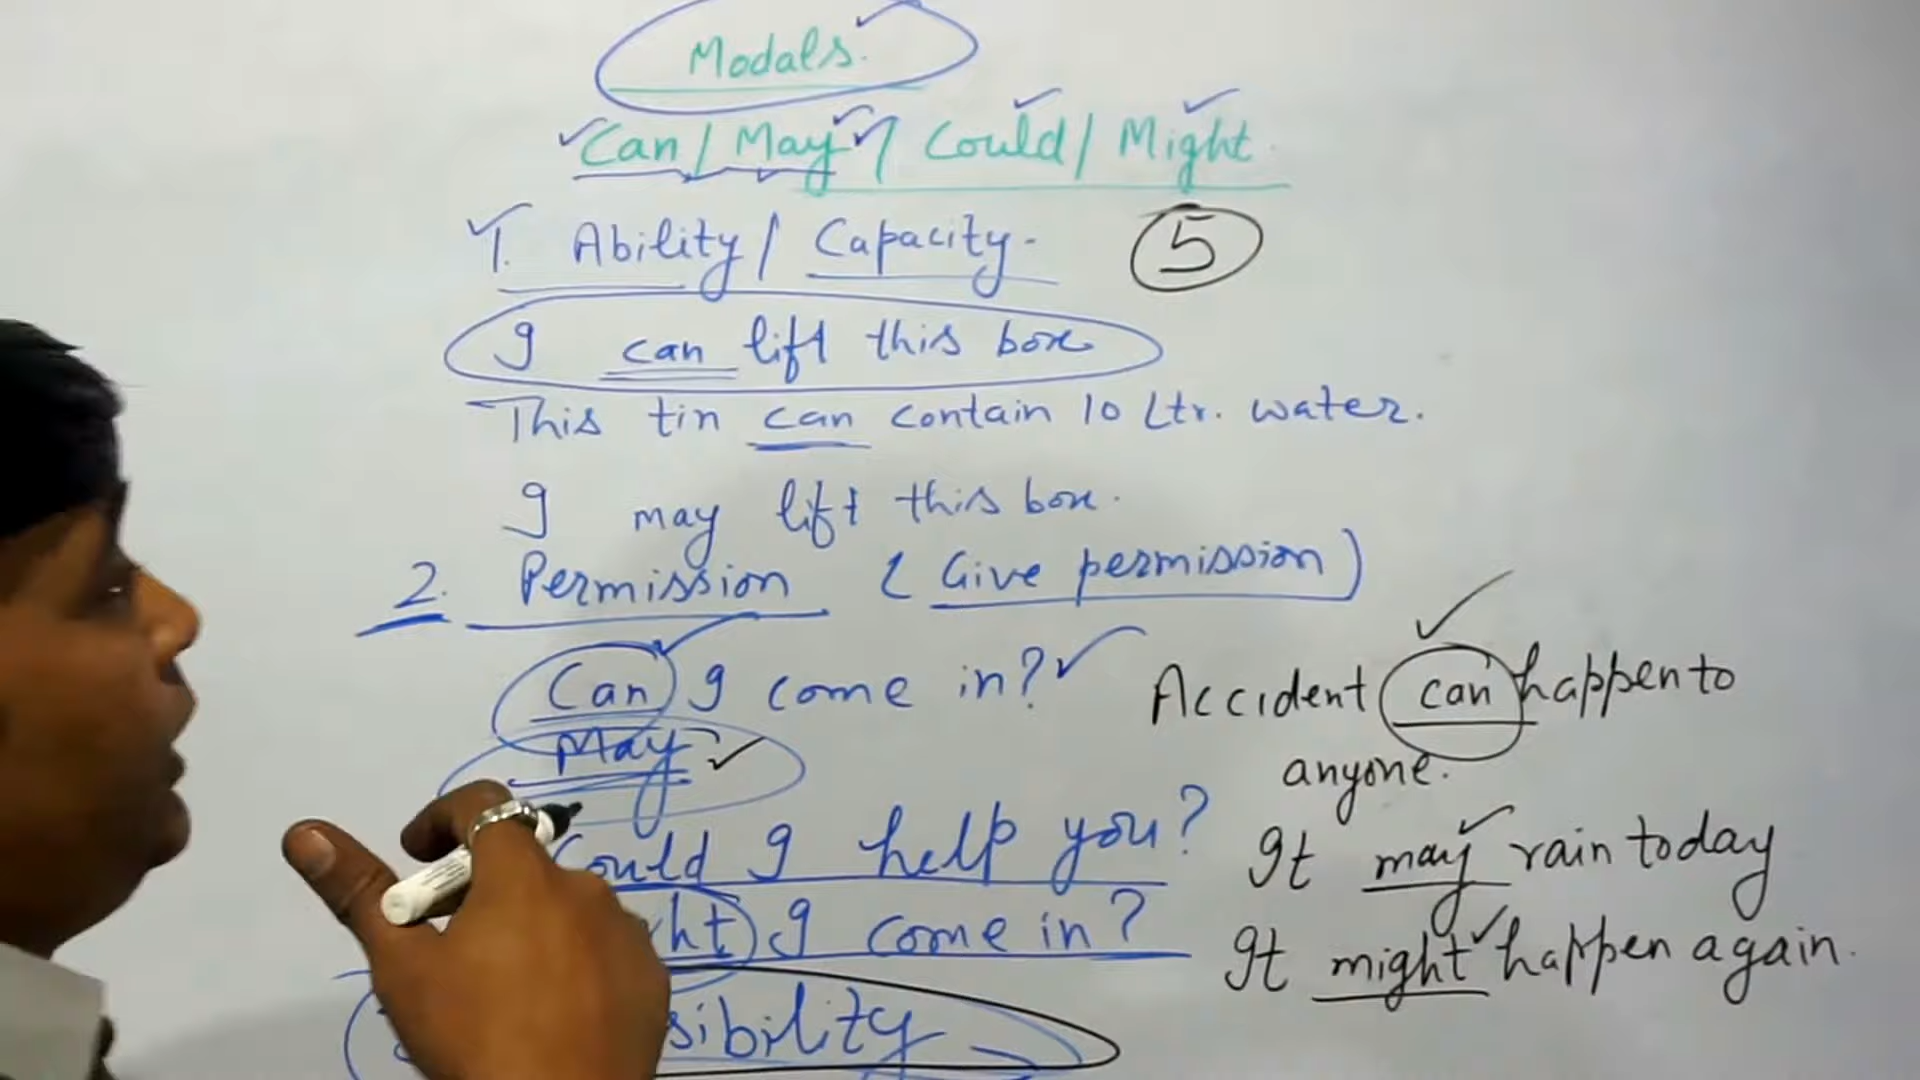 Modals.
Can / May / Could / Might.
1. Ability / Capacity.
5
I can lift this box
This tin can contain 10 Ltr. water.
I may lift this box.
2. Permission ( Give permission )
Can I come in?
May
Could I help you?
I come in?
Accident can happen to
anyone.
It may rain today
It might happen again.